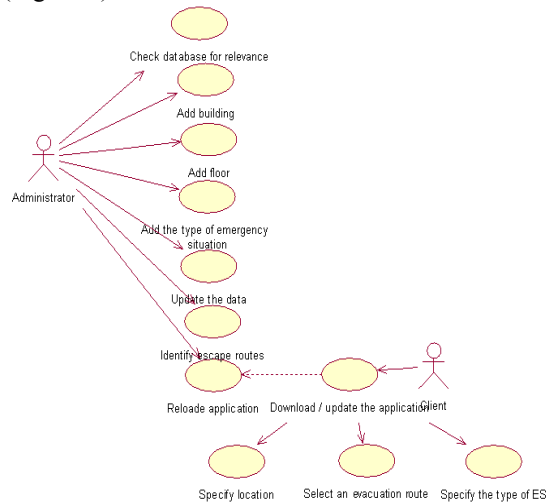 Check database for relevance
Add building
Add floor
Administrator
Add the type of emergency
situation
Update the data
Identify escape routes
Reloade application
Download / update the application
Client
Specify location
Select an evacuation route
Specify the type of ES